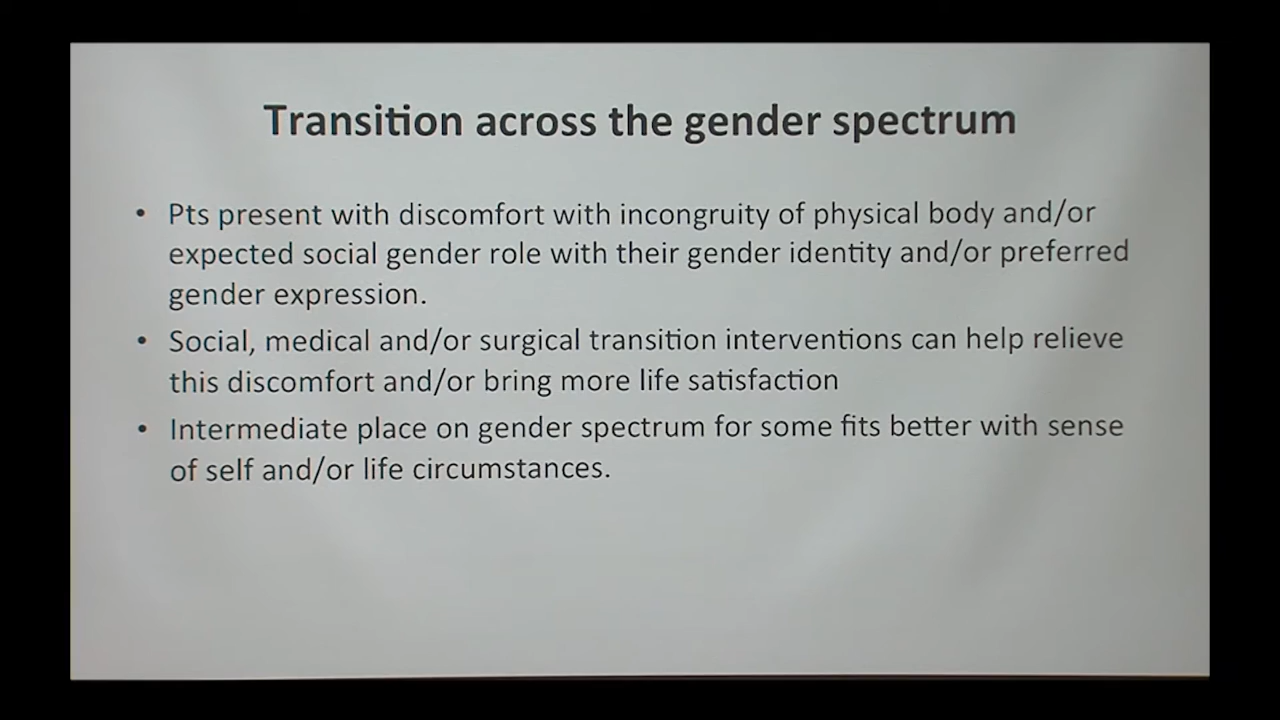 Transition across the gender spectrum
• Pts present with discomfort with incongruity of physical body and/or
expected social gender role with their gender identity and/or preferred
gender expression.
• Social, medical and/or surgical transition interventions can help relieve
this discomfort and/or bring more life satisfaction
• Intermediate place on gender spectrum for some fits better with sense
of self and/or life circumstances.